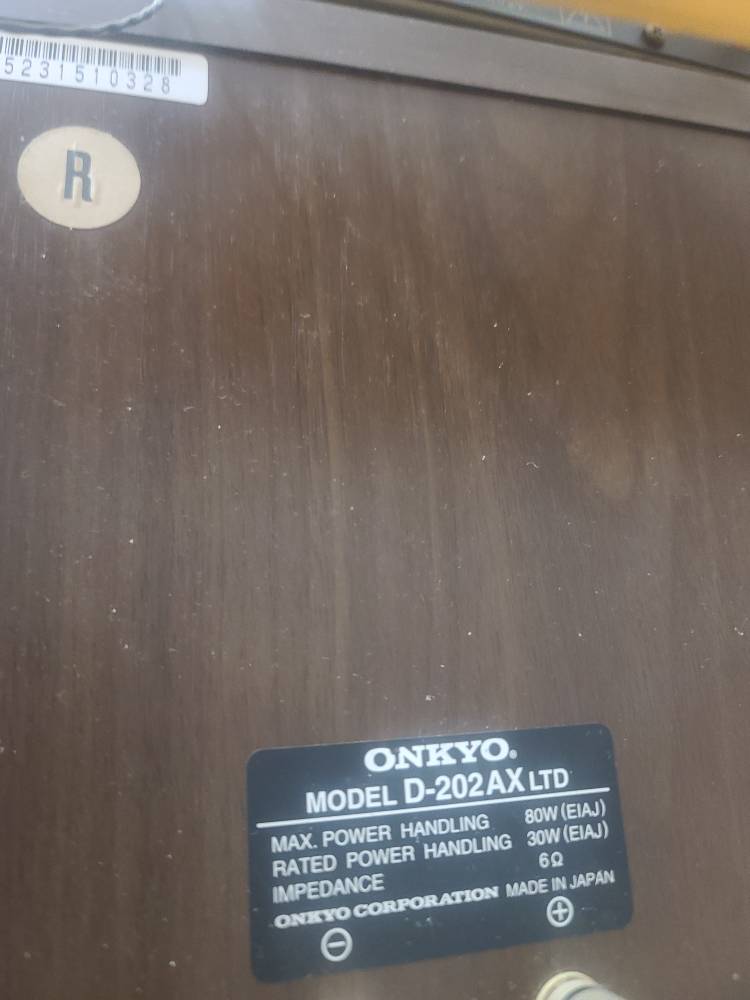 5231510328
R
ONKYO®
MODEL D-202AX LTD
MAX. POWER HANDLING 80W (EIAJ)
RATED POWER HANDLING 30W (EIAJ)
IMPEDANCE 6Ω
ONKYO CORPORATION MADE IN JAPAN
⊖ ⊕